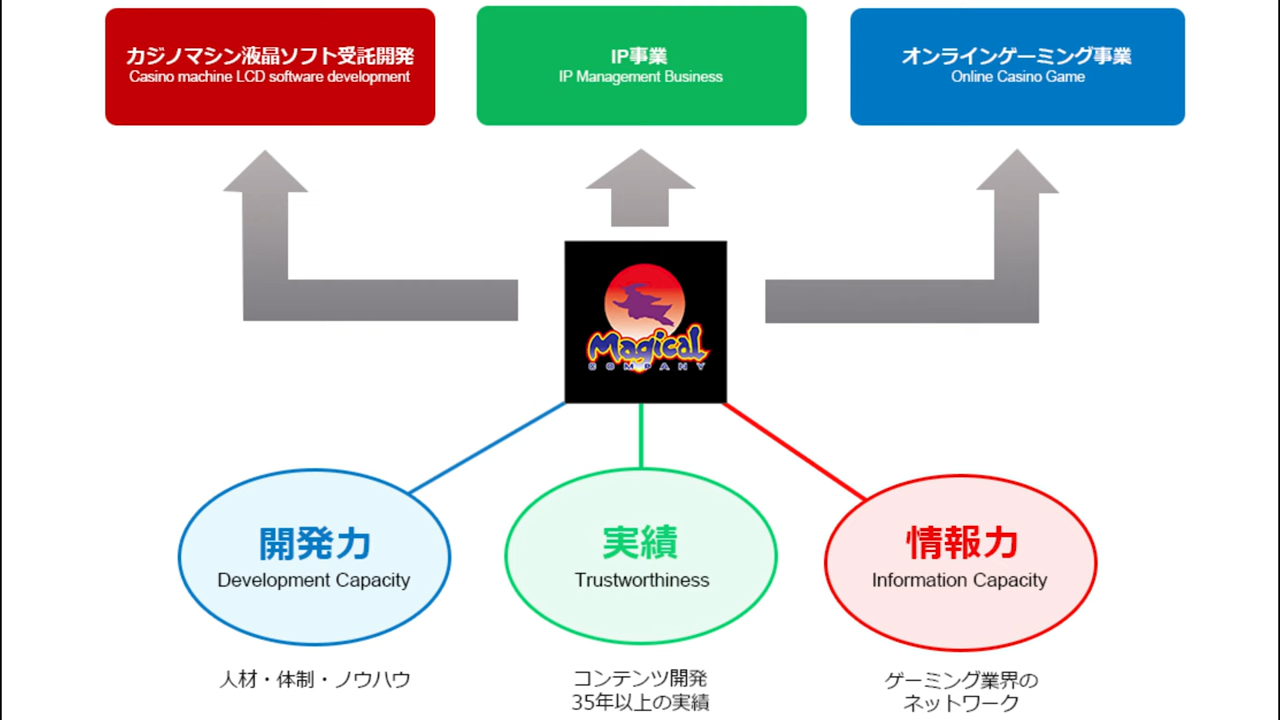 カジノマシン液晶ソフト受託開発
Casino machine LCD software development
IP事業
IP Management Business
オンラインゲーミング事業
Online Casino Game
Magical
COMPANY
開発力
Development Capacity
実績
Trustworthiness
情報力
Information Capacity
人材・体制・ノウハウ
コンテンツ開発
35年以上の実績
ゲーミング業界の
ネットワーク